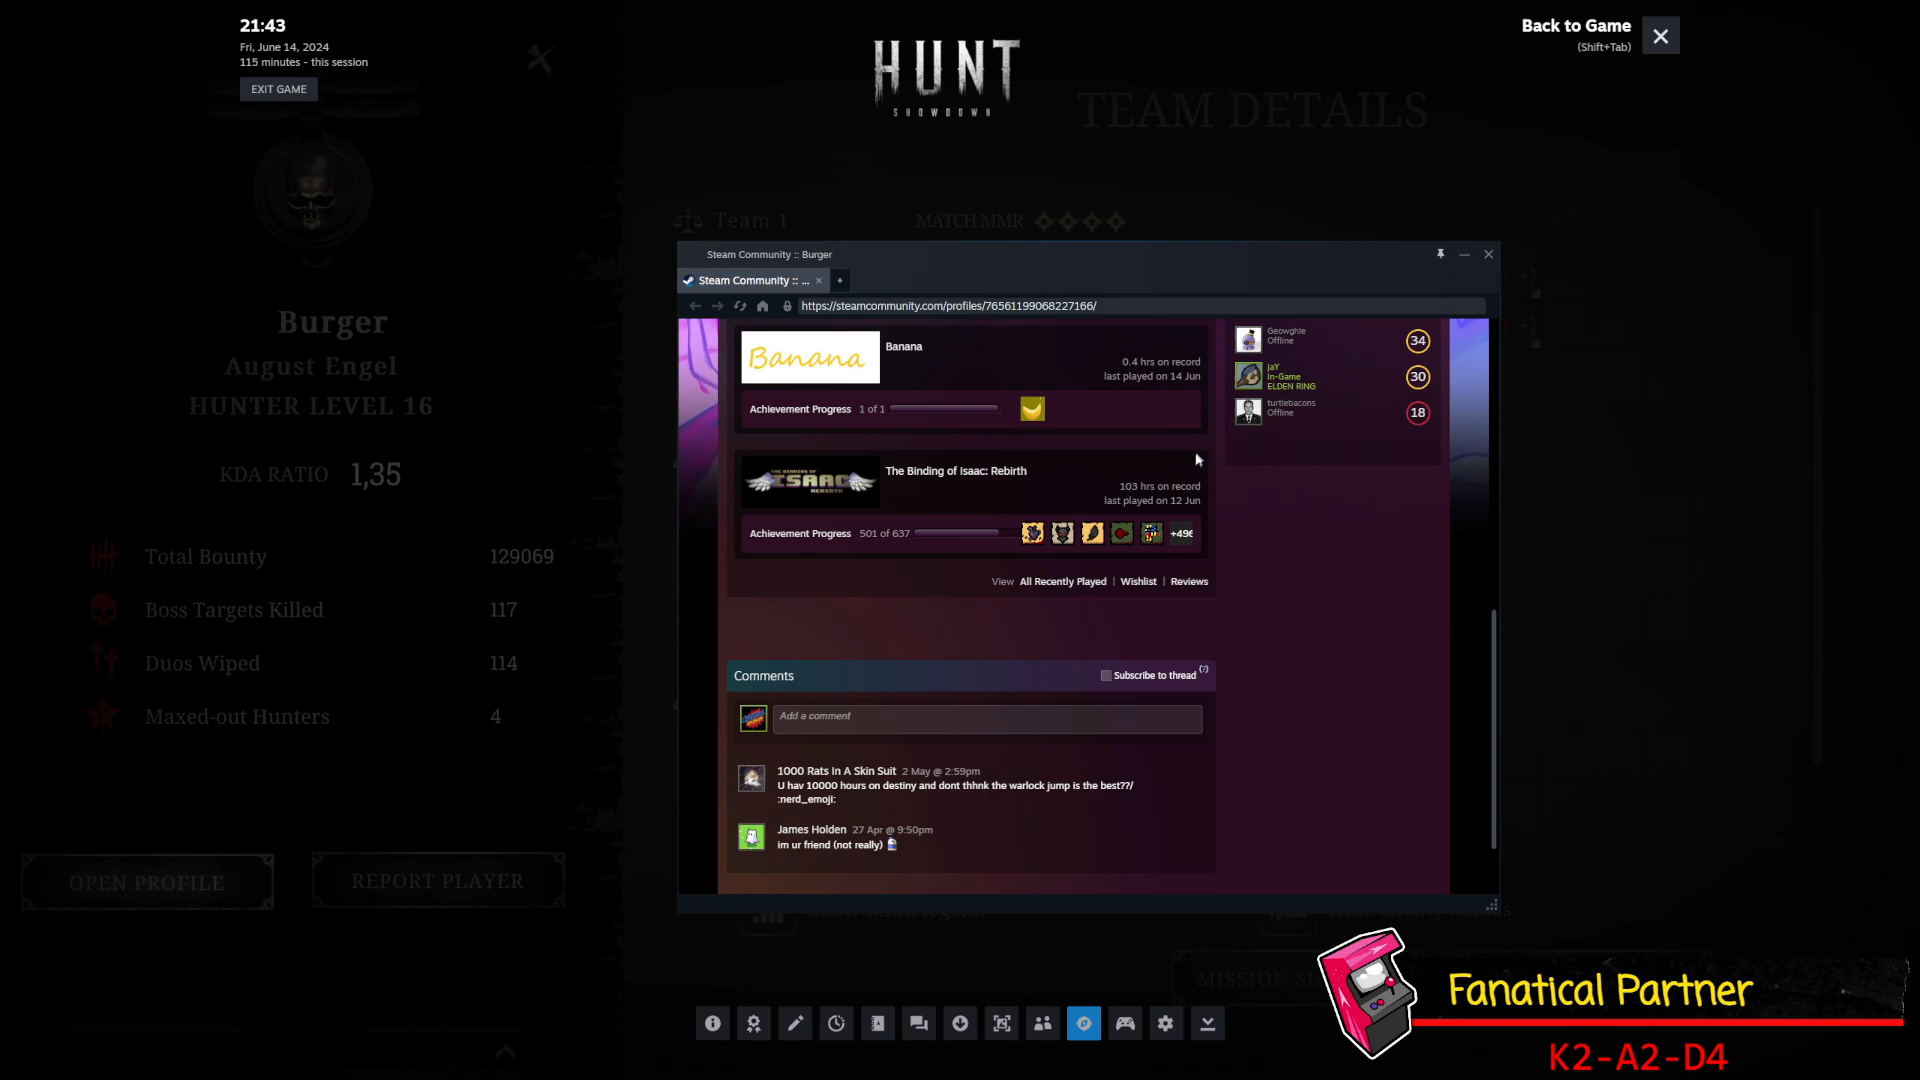 21:43
Fri, June 14, 2024
115 minutes - this session
EXIT GAME
HUNT
SHOWDOWN
Back to Game
(Shift+Tab)
TEAM DETAILS
Team 1
MATCH MMR
Burger
August Engel
HUNTER LEVEL 16
KDA RATIO 1,35
Total Bounty 129069
Boss Targets Killed 117
Duos Wiped 114
Maxed-out Hunters 4
OPEN PROFILE
REPORT PLAYER
Steam Community :: Burger
Steam Community :: ...
https://steamcommunity.com/profiles/76561199068227166/
Banana
Banana
0.4 hrs on record
last played on 14 Jun
Achievement Progress 1 of 1
THE BINDING OF
ISAAC
REBIRTH
The Binding of Isaac: Rebirth
103 hrs on record
last played on 12 Jun
Achievement Progress 501 of 637
+496
View All Recently Played | Wishlist | Reviews
Geowghie
Offline
34
jaY
In-Game
ELDEN RING
30
turtlebacons
Offline
18
Comments
Subscribe to thread (?)
Add a comment
1000 Rats In A Skin Suit 2 May @ 2:59pm
U hav 10000 hours on destiny and dont thhnk the warlock jump is the best??/
:nerd_emoji:
James Holden 27 Apr @ 9:50pm
im ur friend (not really)
MISSION SU
Fanatical Partner
K2-A2-D4